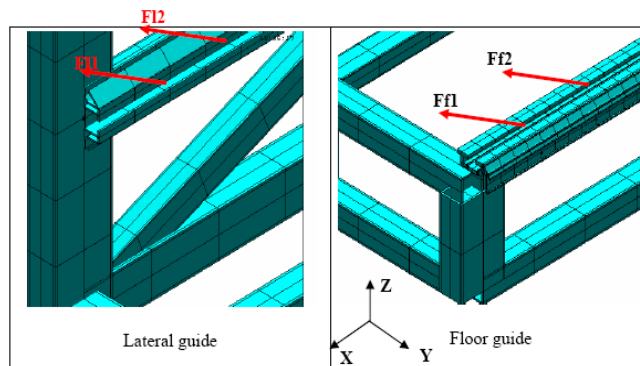 Fl2
Fl1
Lateral guide
Ff2
Ff1
Z
X
Y
Floor guide